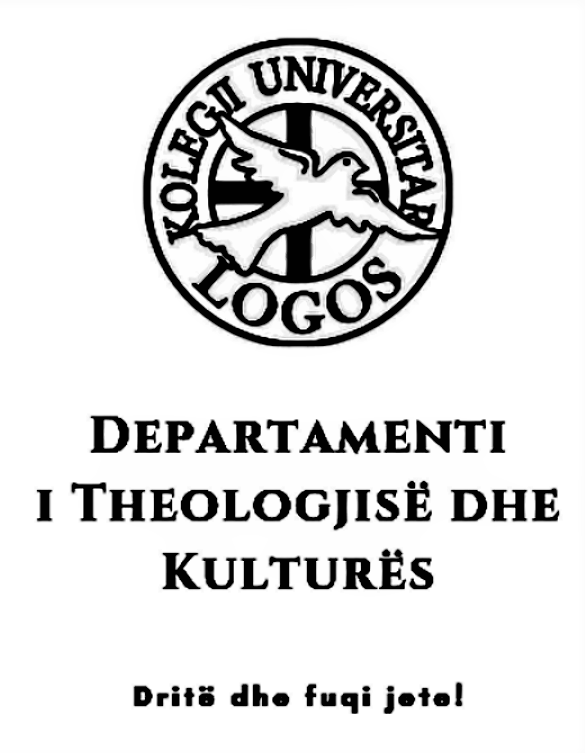 KOLEGJI UNIVERSITAR
LOGOS
DEPARTAMENTI
I THEOLOGJISË DHE
KULTURËS
Dritë dhe fuqi jete!